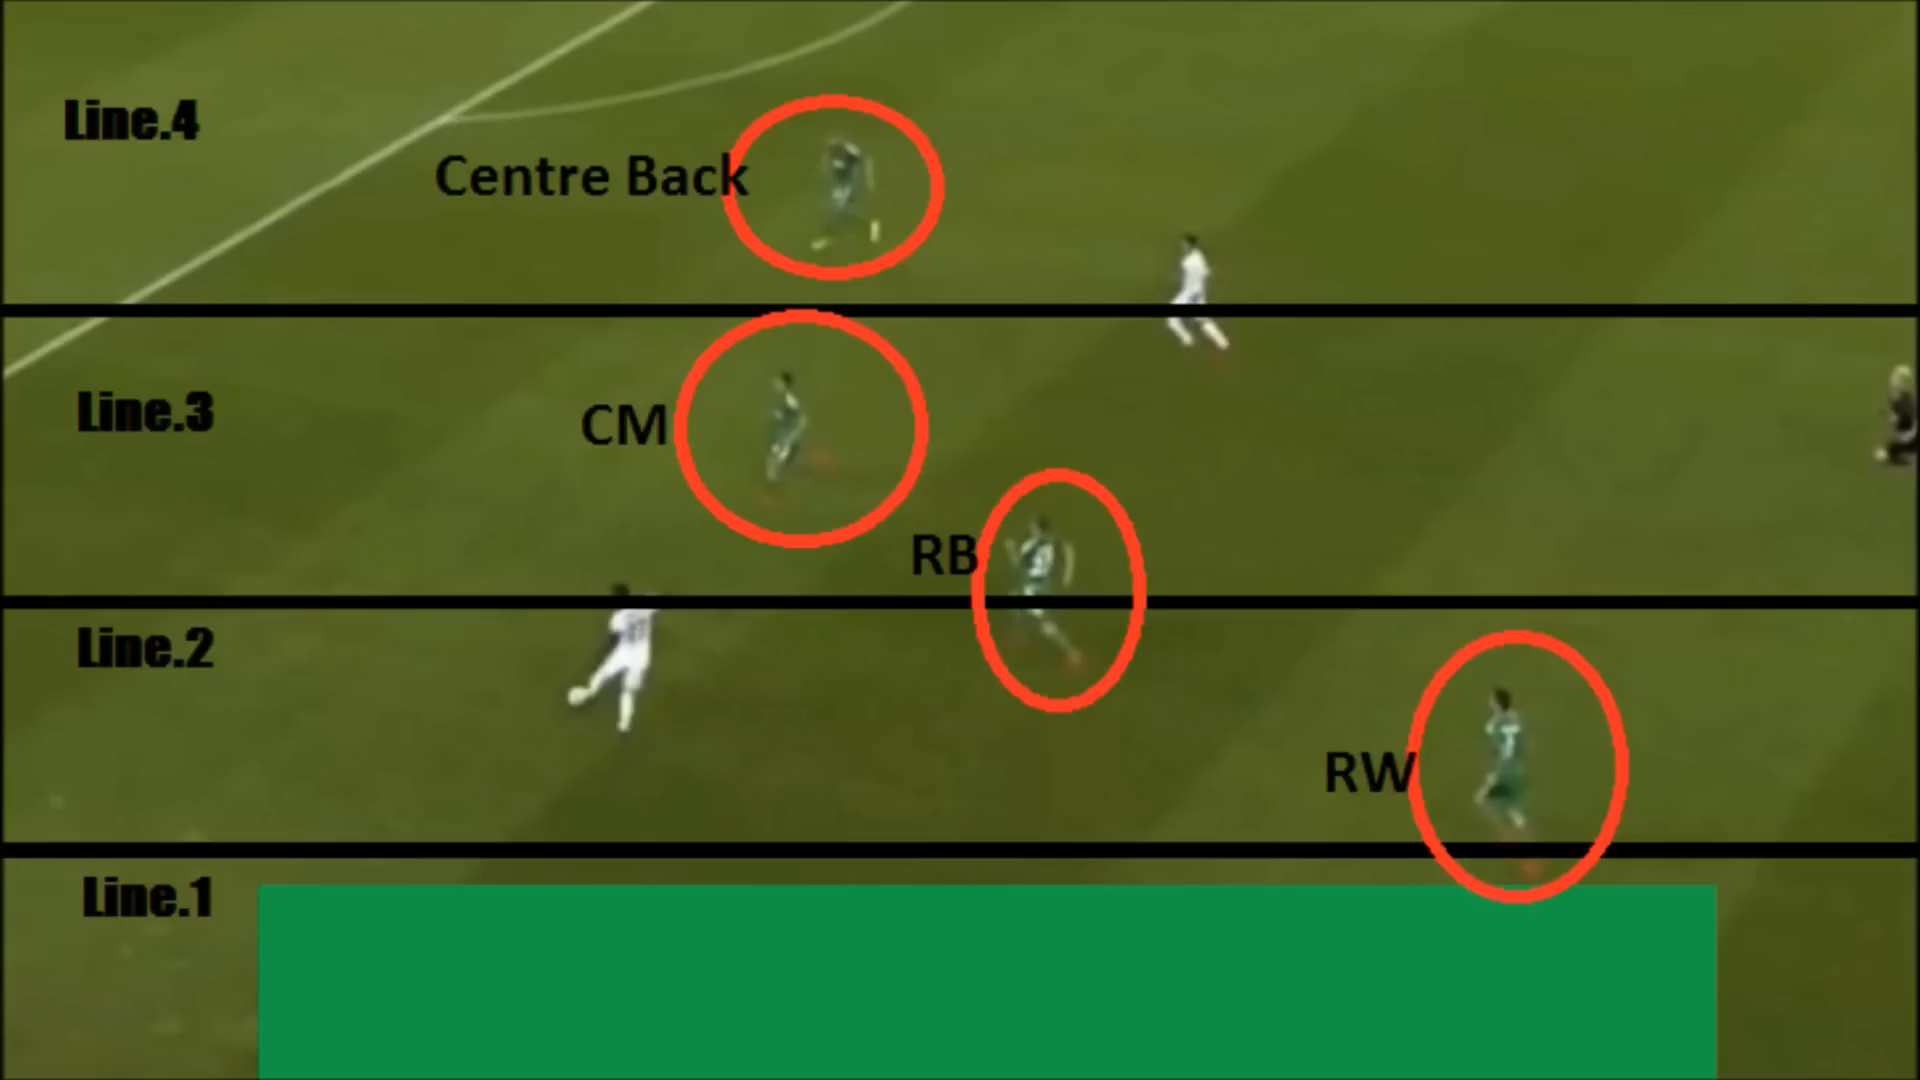 Line.4
Centre Back
Line.3
CM
RB
Line.2
RW
Line.1